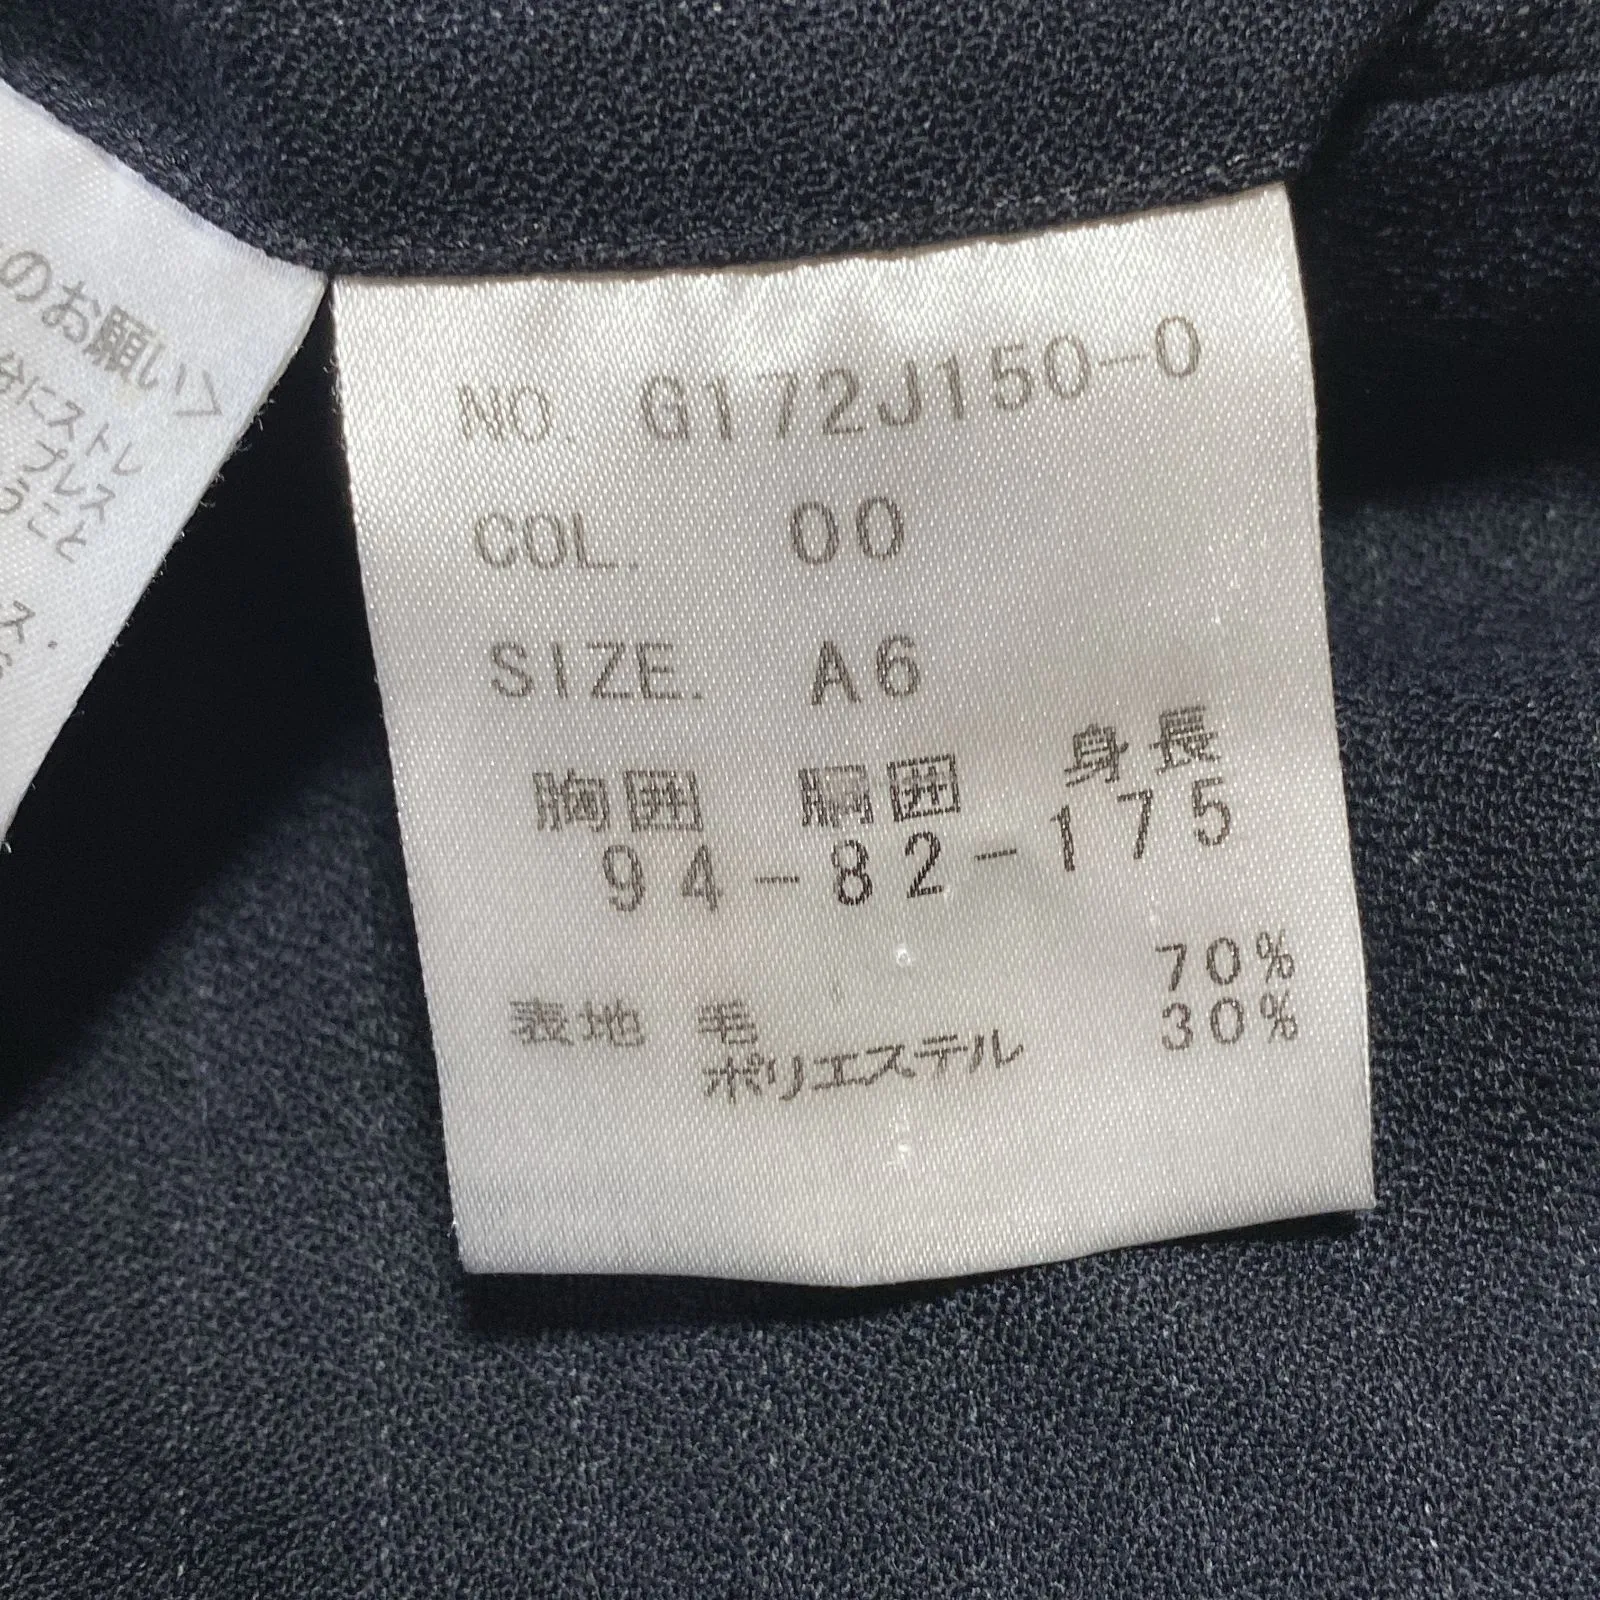 のお願い〉
分にストレ
プレス
うこと
ス.
NO. G172J150-0
COL. 00
SIZE. A6
胸囲 胴囲 身長
94-82-175
表地 毛 70%
ポリエステル 30%